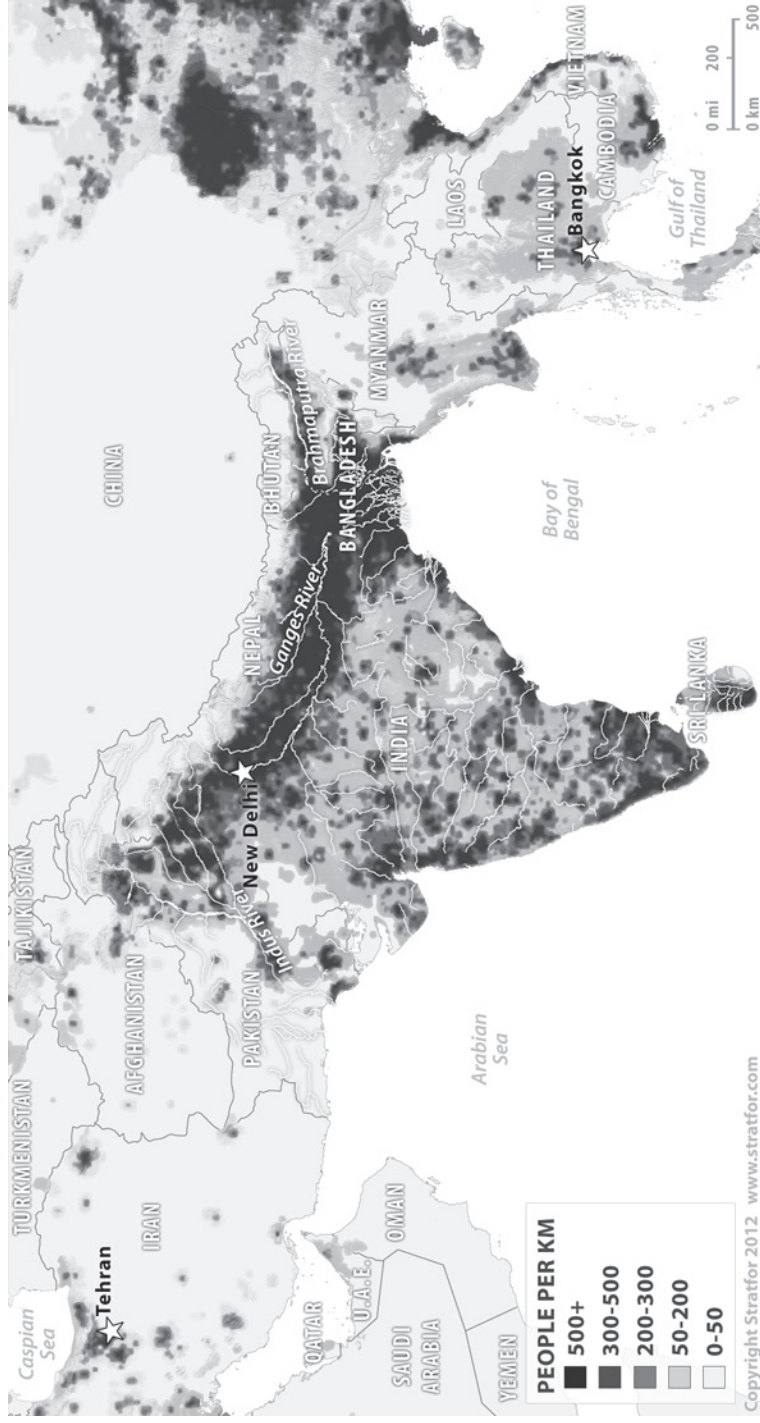 Caspian
Sea
TURKMENISTAN
TAJIKISTAN
CHINA
Tehran
IRAN
AFGHANISTAN
PAKISTAN
Indus River
New Delhi
NEPAL
Ganges River
BHUTAN
Brahmaputra River
BANGLADESH
INDIA
MYANMAR
LAOS
THAILAND
VIETNAM
Bangkok
CAMBODIA
Gulf of
Thailand
QATAR
U.A.E.
OMAN
SAUDI
ARABIA
YEMEN
Arabian
Sea
Bay of
Bengal
SRI LANKA
PEOPLE PER KM
500+
300-500
200-300
50-200
0-50
0 mi 200
0 km 500
Copyright Stratfor 2012 www.stratfor.com